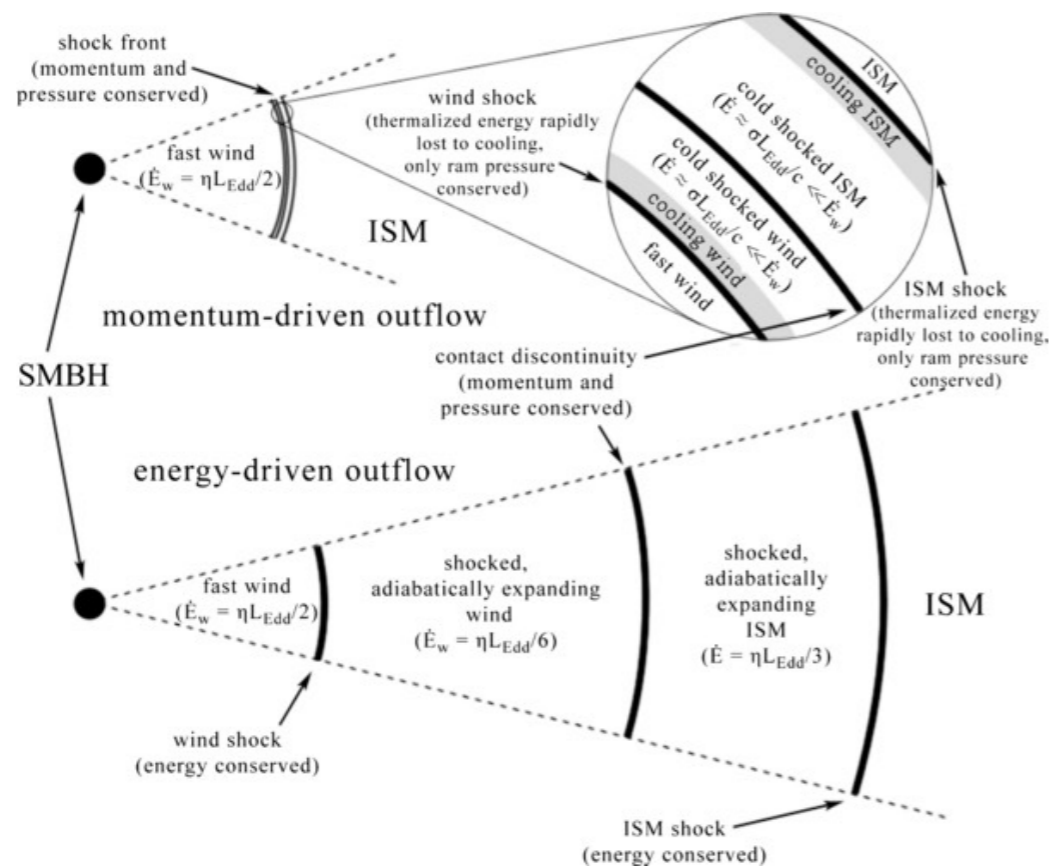 shock front
(momentum and
pressure conserved)
fast wind
(Ė_w = ηL_Edd/2)
ISM
momentum-driven outflow
wind shock
(thermalized energy rapidly
lost to cooling,
only ram pressure
conserved)
ISM
cooling ISM
cold shocked ISM
(Ė ≈ σL_Edd/c ≪ Ė_w)
cold shocked wind
(Ė ≈ σL_Edd/c ≪ Ė_w)
cooling wind
fast wind
ISM shock
(thermalized energy
rapidly lost to cooling,
only ram pressure
conserved)
contact discontinuity
(momentum and
pressure conserved)
SMBH
energy-driven outflow
fast wind
(Ė_w = ηL_Edd/2)
shocked,
adiabatically expanding
wind
(Ė_w = ηL_Edd/6)
shocked,
adiabatically
expanding
ISM
(Ė = ηL_Edd/3)
ISM
wind shock
(energy conserved)
ISM shock
(energy conserved)